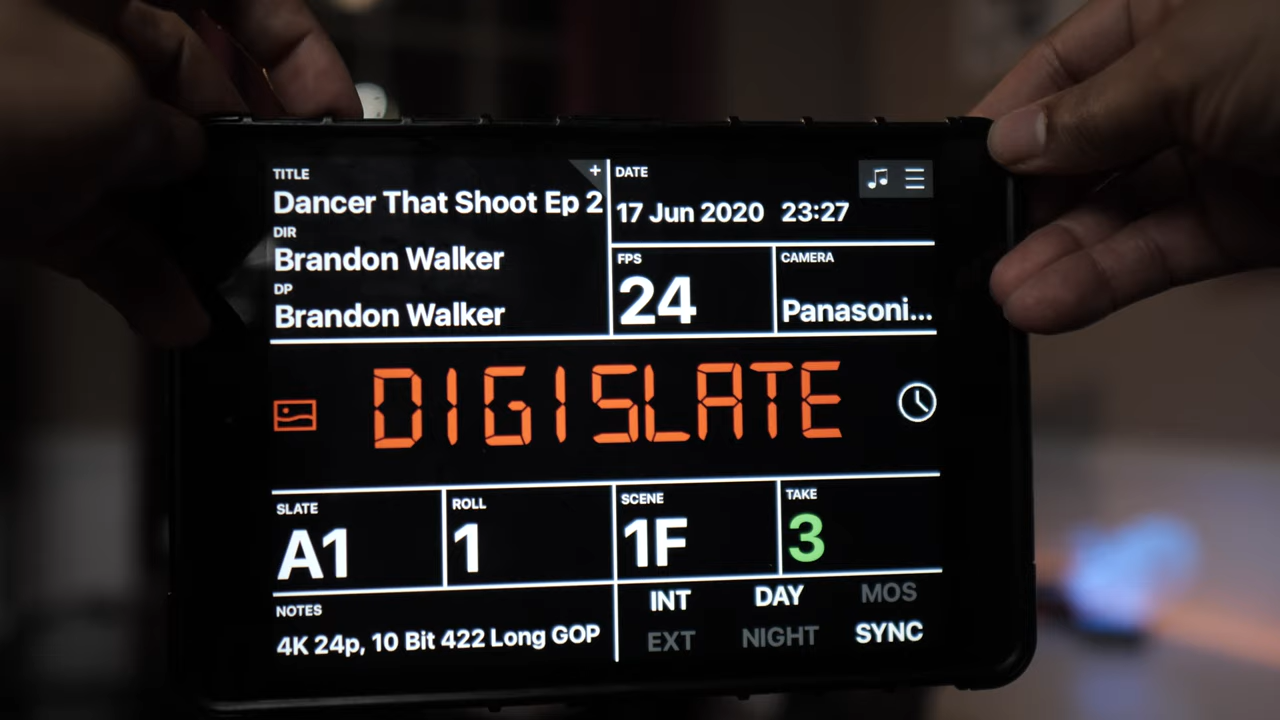 TITLE
Dancer That Shoot Ep 2
DIR
Brandon Walker
DP
Brandon Walker
DATE
17 Jun 2020 23:27
FPS
24
CAMERA
Panasoni...
DIGISLATE
SLATE
A1
ROLL
1
SCENE
1F
TAKE
3
NOTES
4K 24p, 10 Bit 422 Long GOP
INT DAY MOS
EXT NIGHT SYNC